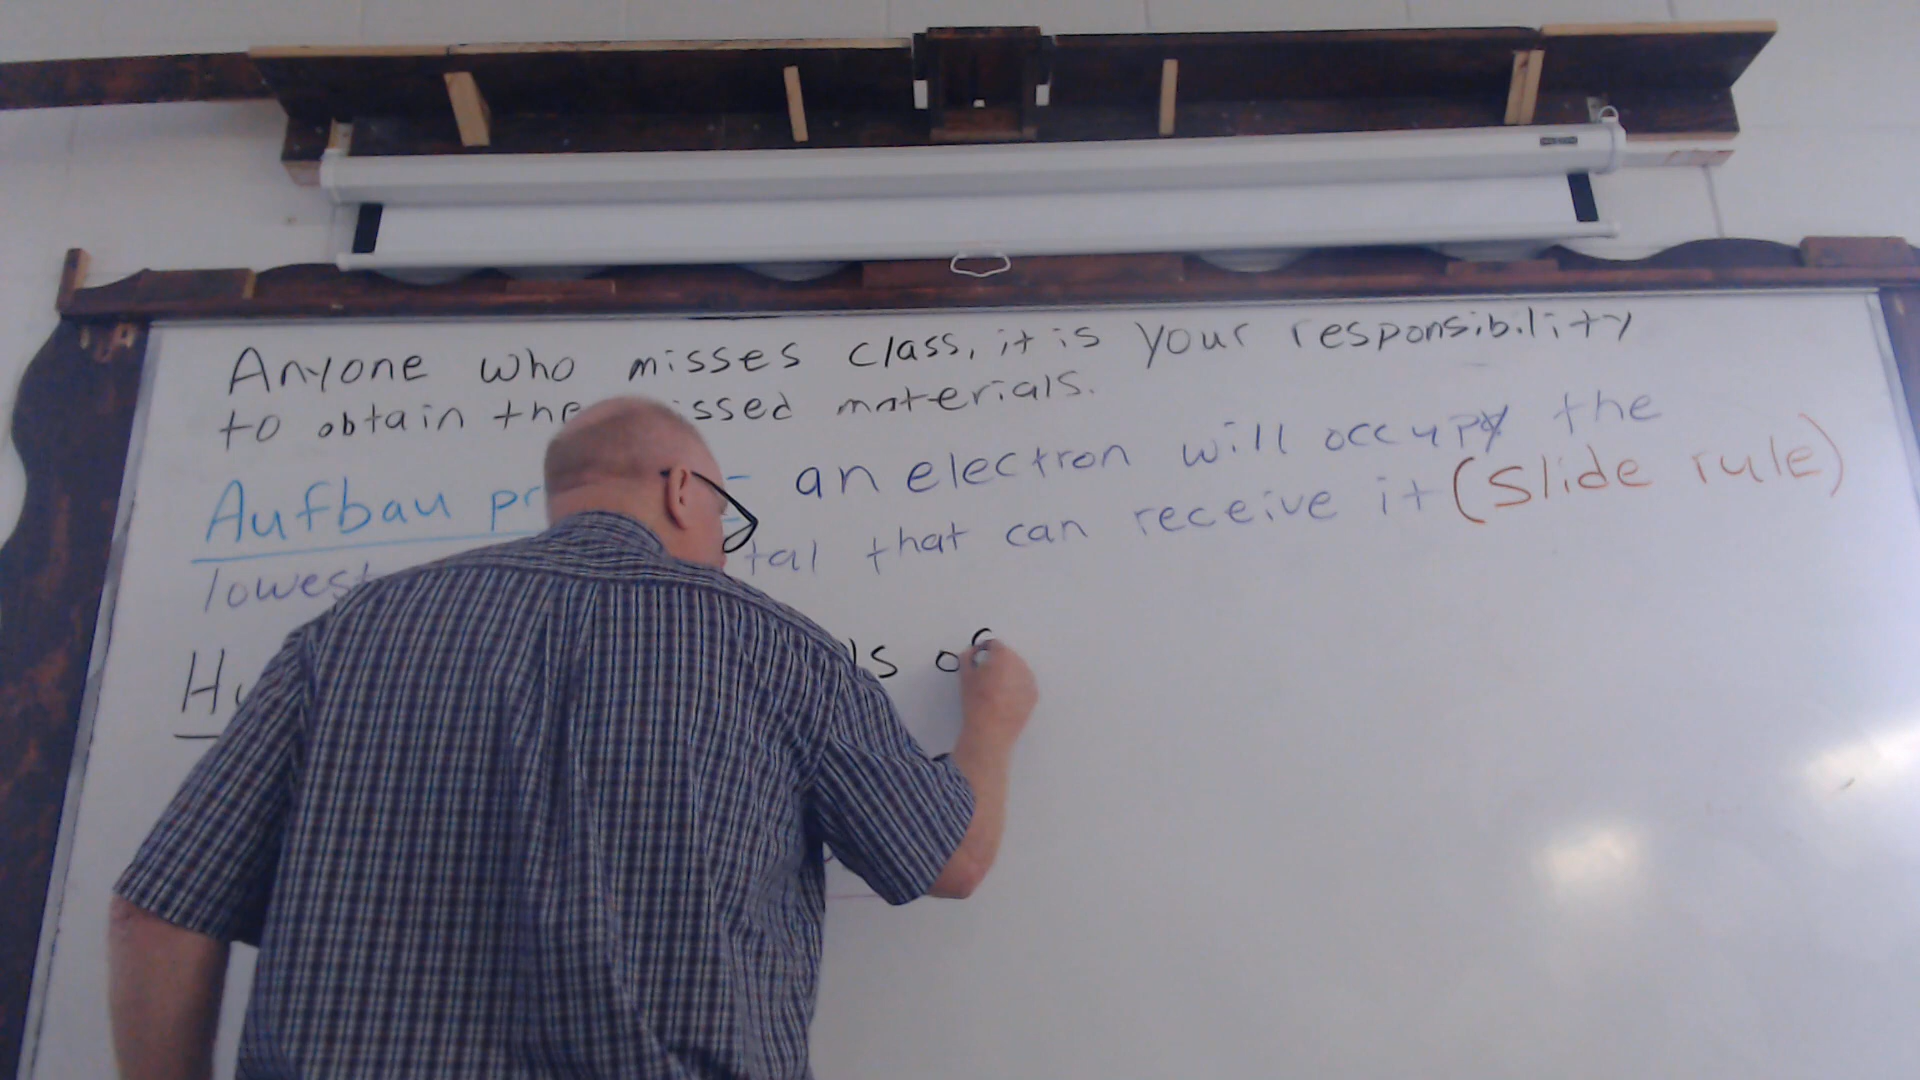 Anyone who misses class, it is your responsibility
to obtain the issed materials.
Aufbau pr - an electron will occupy the
lowest tal that can receive it (Slide rule)
Hu ls of